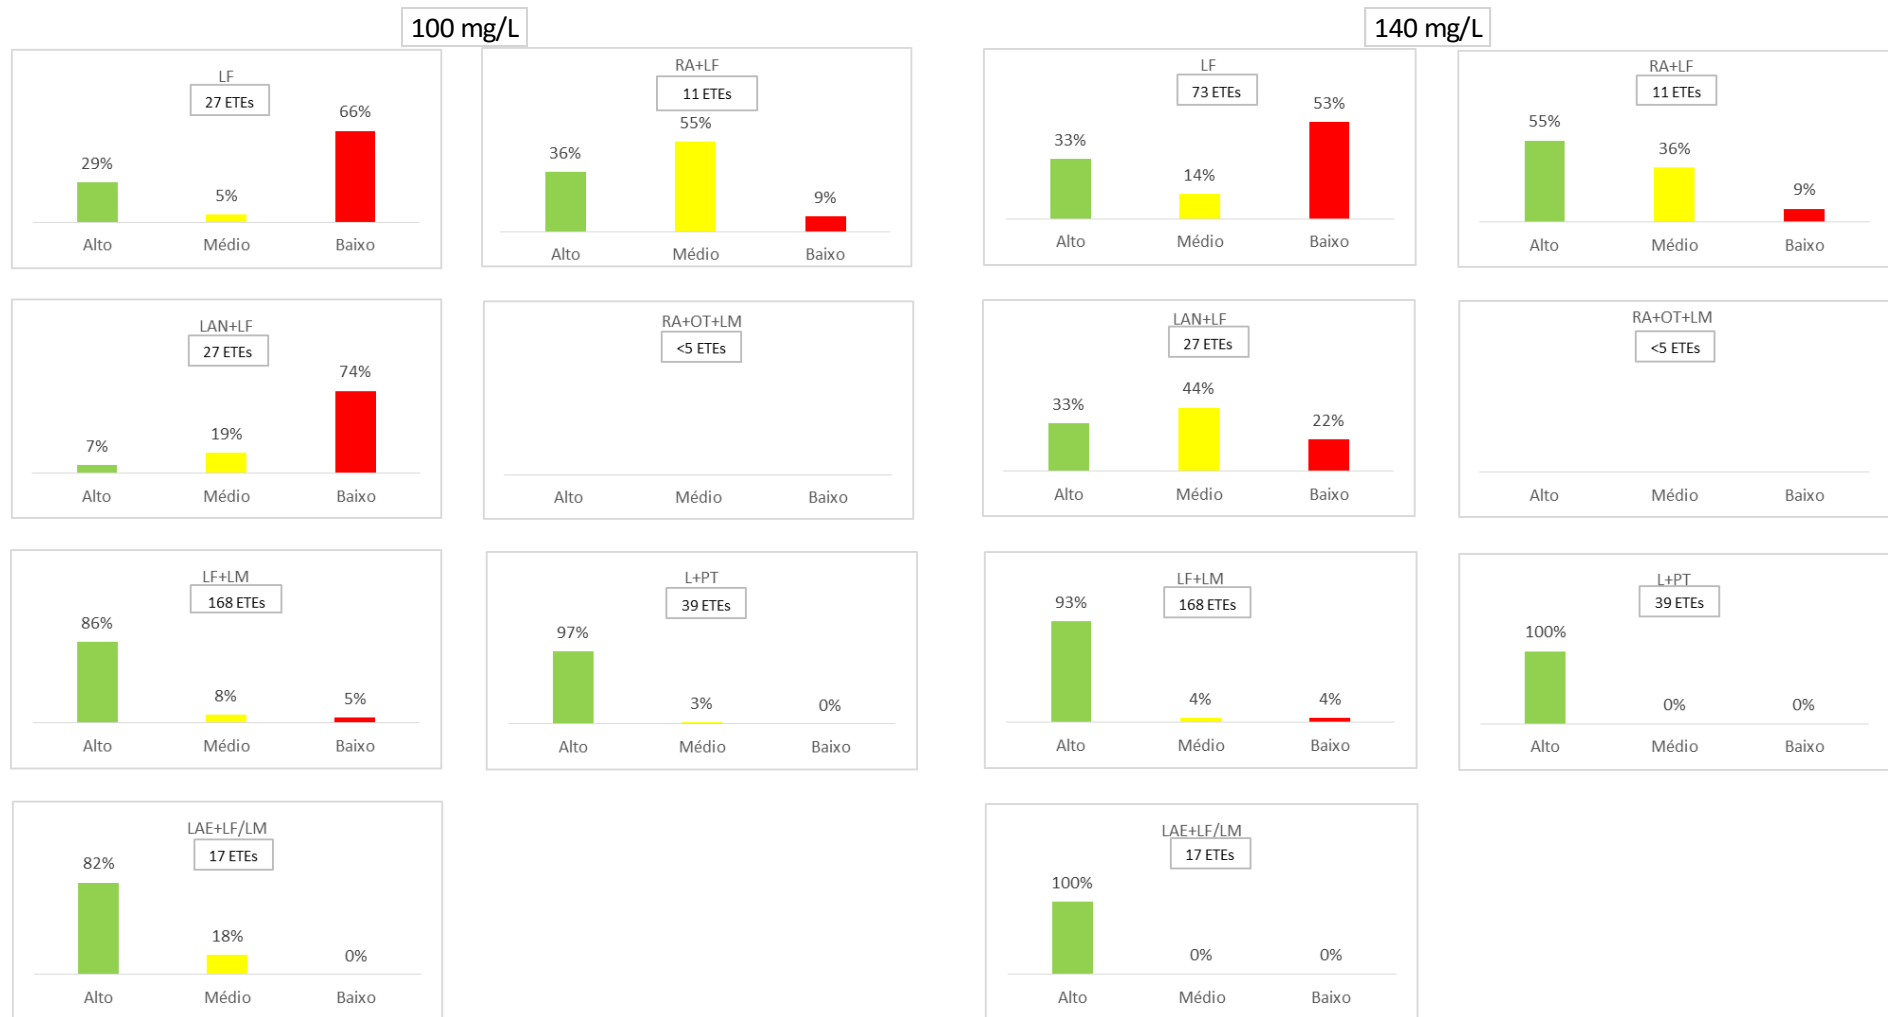 100 mg/L
LF
27 ETEs
29%
5%
66%
Alto
Médio
Baixo
RA+LF
11 ETEs
36%
55%
9%
Alto
Médio
Baixo
LAN+LF
27 ETEs
7%
19%
74%
Alto
Médio
Baixo
RA+OT+LM
<5 ETEs
Alto
Médio
Baixo
LF+LM
168 ETEs
86%
8%
5%
Alto
Médio
Baixo
L+PT
39 ETEs
97%
3%
0%
Alto
Médio
Baixo
LAE+LF/LM
17 ETEs
82%
18%
0%
Alto
Médio
Baixo
140 mg/L
LF
73 ETEs
33%
14%
53%
Alto
Médio
Baixo
RA+LF
11 ETEs
55%
36%
9%
Alto
Médio
Baixo
LAN+LF
27 ETEs
33%
44%
22%
Alto
Médio
Baixo
RA+OT+LM
<5 ETEs
Alto
Médio
Baixo
LF+LM
168 ETEs
93%
4%
4%
Alto
Médio
Baixo
L+PT
39 ETEs
100%
0%
0%
Alto
Médio
Baixo
LAE+LF/LM
17 ETEs
100%
0%
0%
Alto
Médio
Baixo